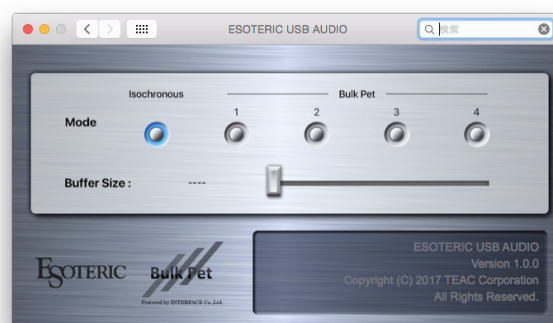 ESOTERIC USB AUDIO
検索
Isochronous
Bulk Pet
Mode
1 2 3 4
Buffer Size : ----
ESOTERIC
Bulk Pet
Powered by INTERFACE Co.,Ltd.
ESOTERIC USB AUDIO
Version 1.0.0
Copyright (C) 2017 TEAC Corporation
All Rights Reserved.